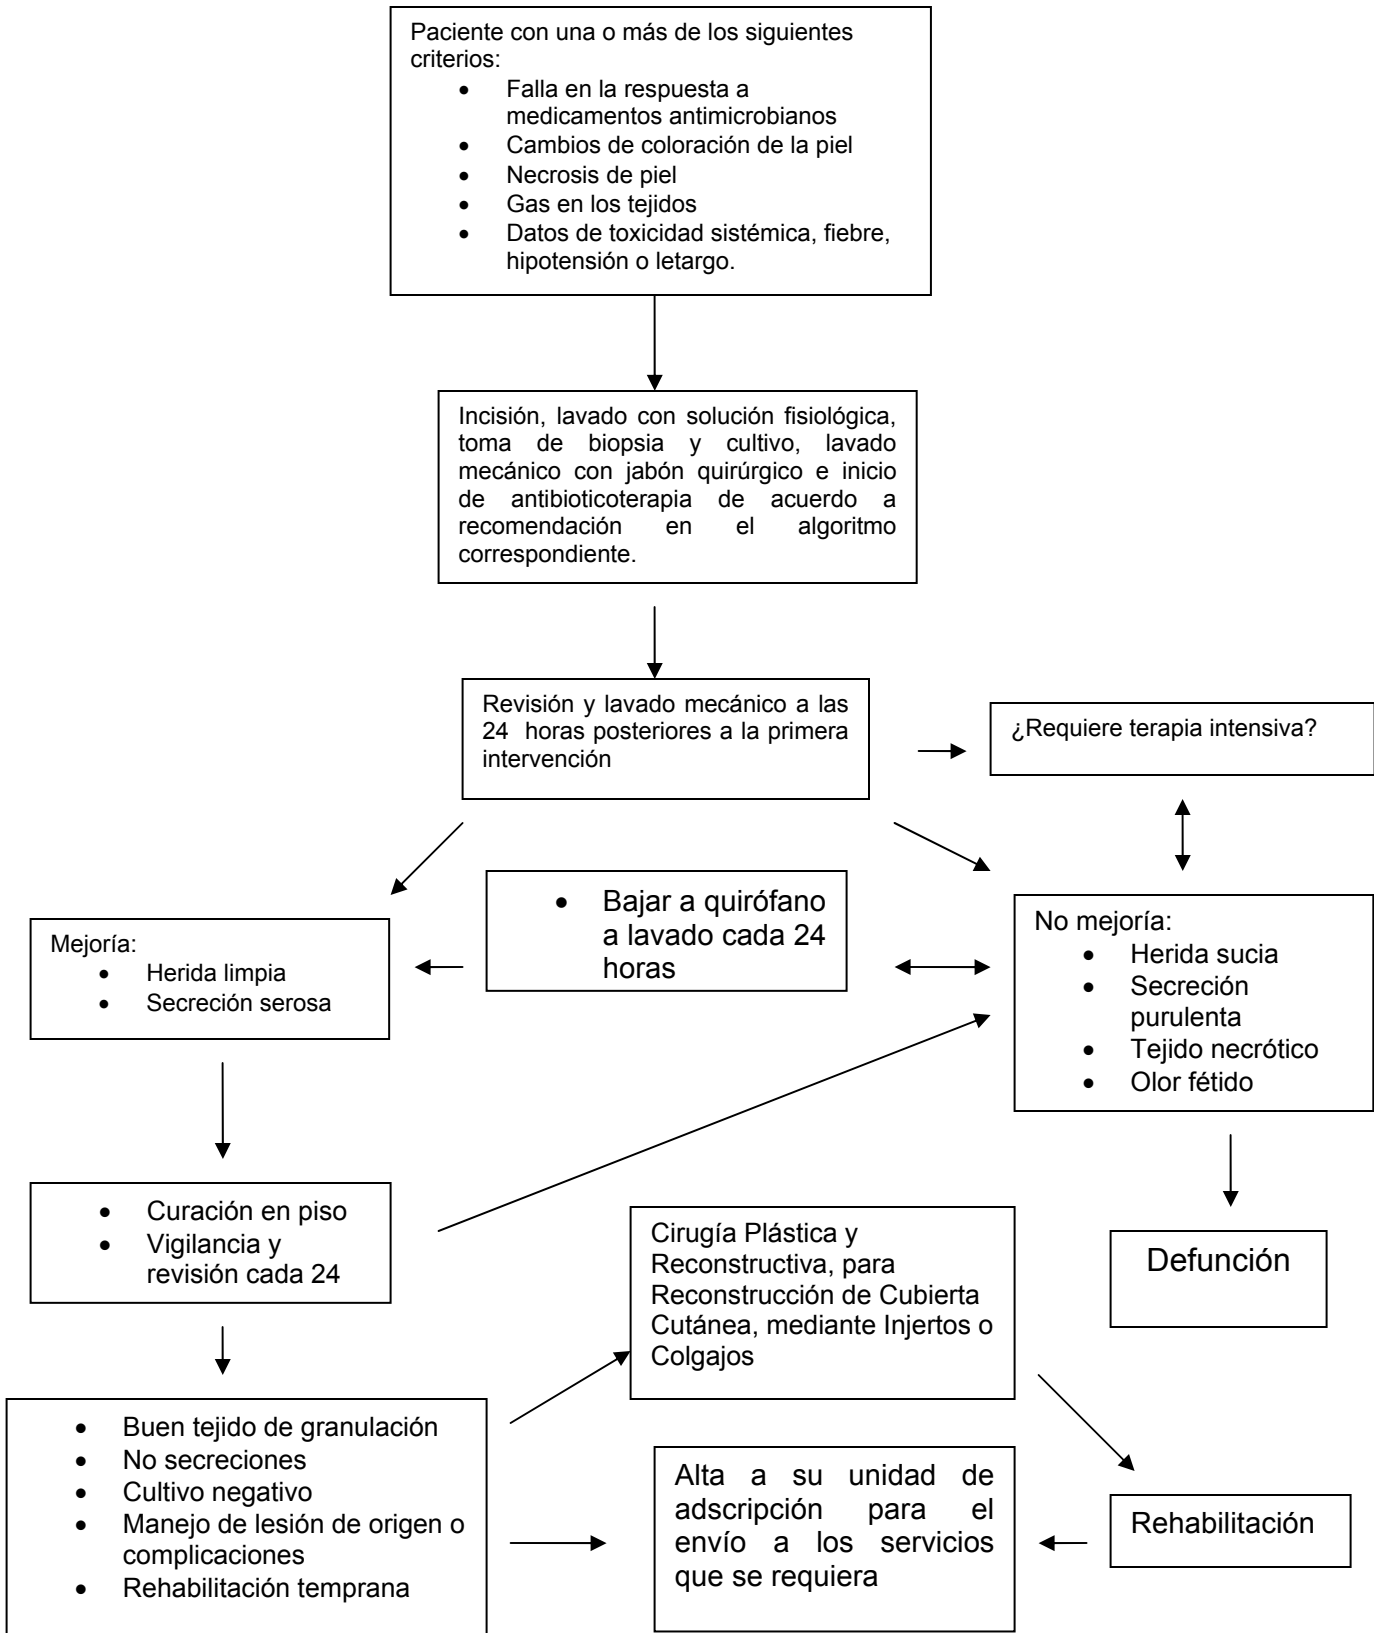 Paciente con una o más de los siguientes
criterios:
• Falla en la respuesta a
medicamentos antimicrobianos
• Cambios de coloración de la piel
• Necrosis de piel
• Gas en los tejidos
• Datos de toxicidad sistémica, fiebre,
hipotensión o letargo.
Incisión, lavado con solución fisiológica,
toma de biopsia y cultivo, lavado
mecánico con jabón quirúrgico e inicio
de antibioticoterapia de acuerdo a
recomendación en el algoritmo
correspondiente.
Revisión y lavado mecánico a las
24 horas posteriores a la primera
intervención
¿Requiere terapia intensiva?
• Bajar a quirófano
a lavado cada 24
horas
Mejoría:
• Herida limpia
• Secreción serosa
No mejoría:
• Herida sucia
• Secreción
purulenta
• Tejido necrótico
• Olor fétido
• Curación en piso
• Vigilancia y
revisión cada 24
Cirugía Plástica y
Reconstructiva, para
Reconstrucción de Cubierta
Cutánea, mediante Injertos o
Colgajos
Defunción
• Buen tejido de granulación
• No secreciones
• Cultivo negativo
• Manejo de lesión de origen o
complicaciones
• Rehabilitación temprana
Alta a su unidad de
adscripción para el
envío a los servicios
que se requiera
Rehabilitación